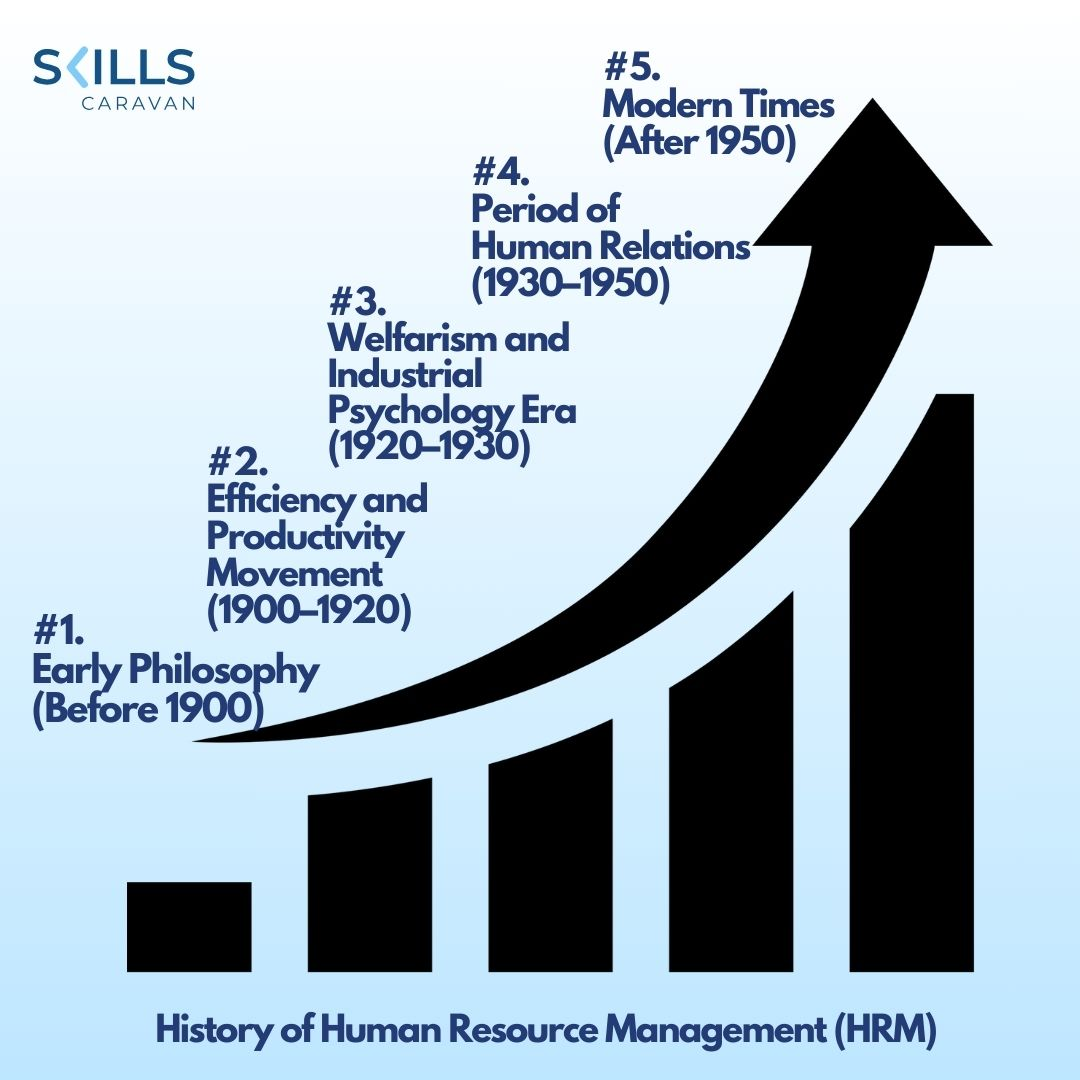 SKILLS
CARAVAN
#5.
Modern Times
(After 1950)
#4.
Period of
Human Relations
(1930–1950)
#3.
Welfarism and
Industrial
Psychology Era
(1920–1930)
#2.
Efficiency and
Productivity
Movement
(1900–1920)
#1.
Early Philosophy
(Before 1900)
History of Human Resource Management (HRM)